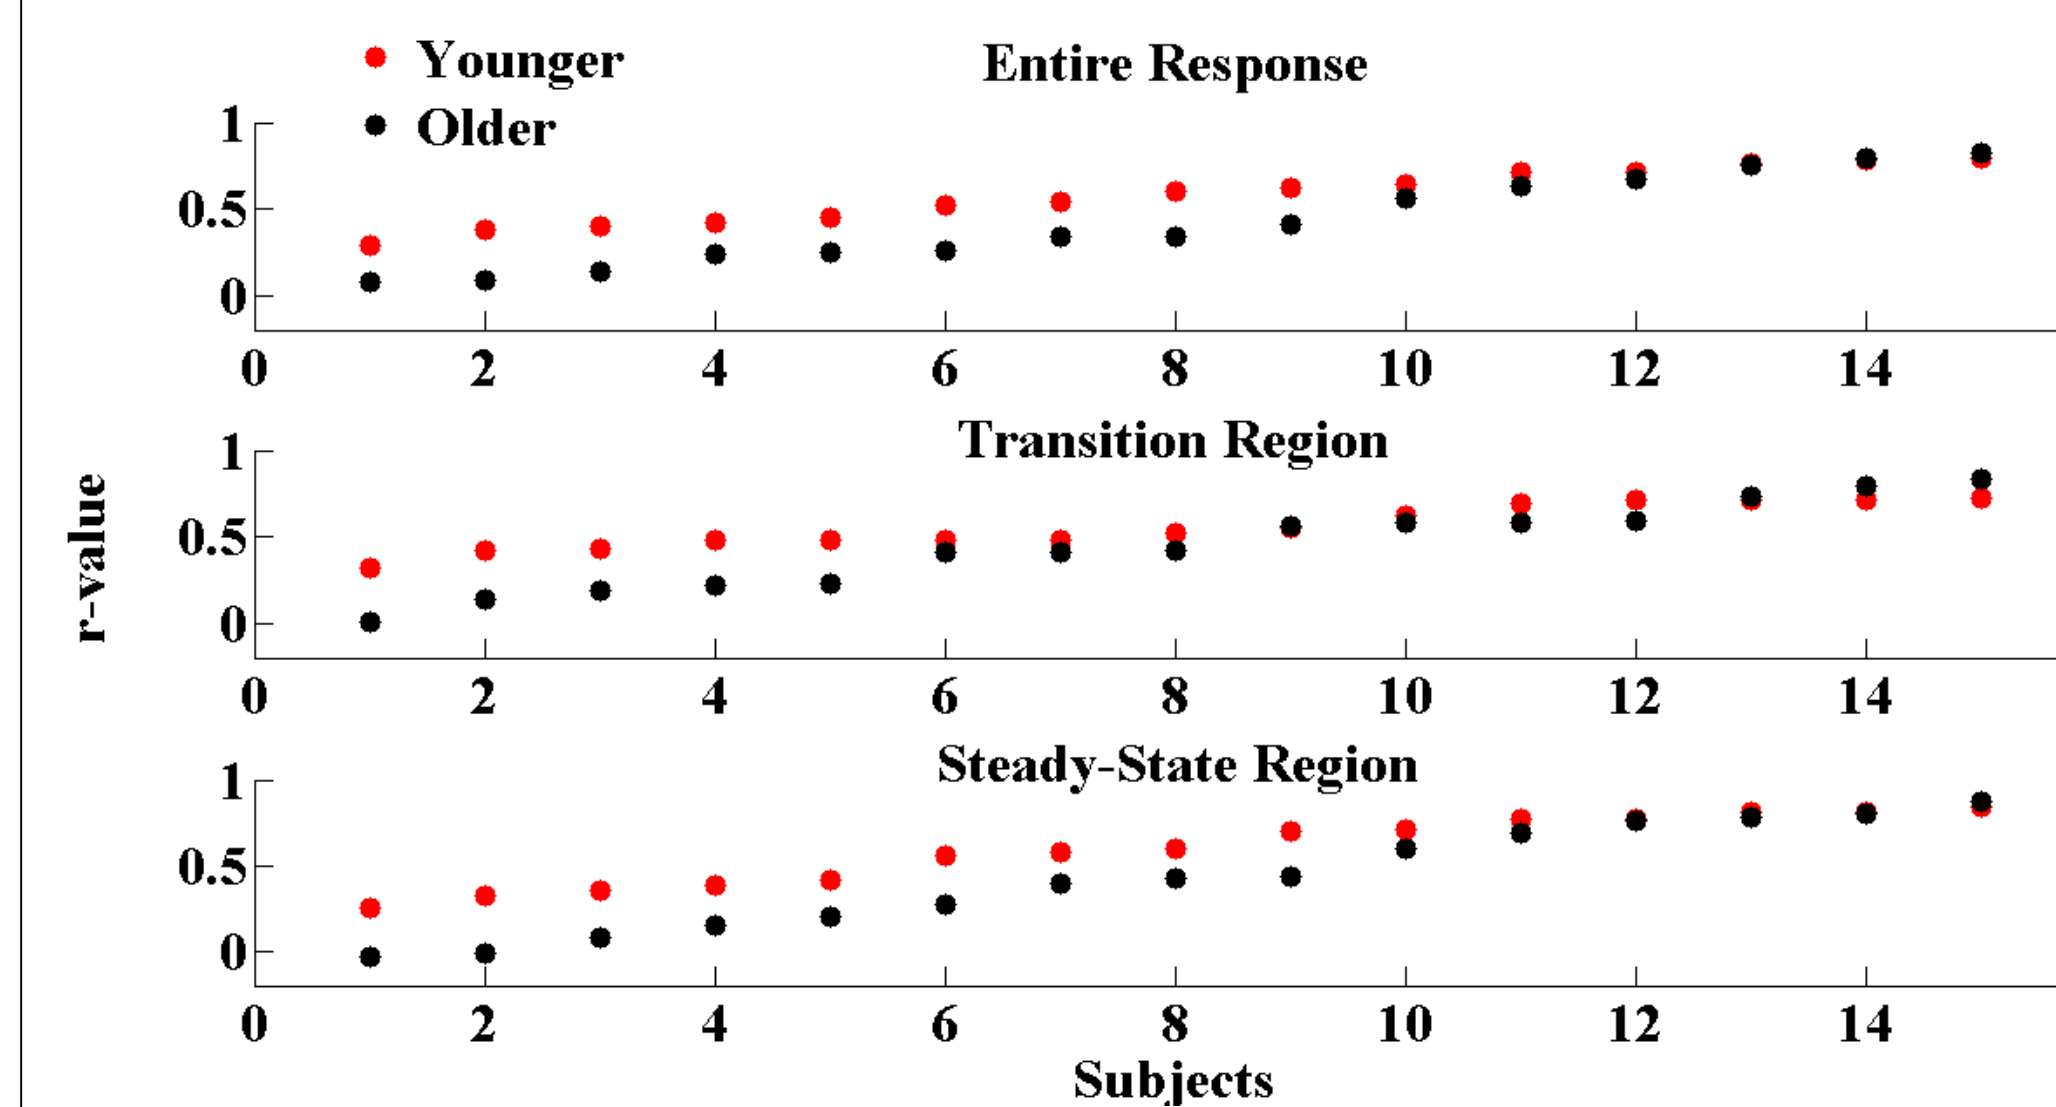 Younger
Older
Entire Response
1
0.5
0
0 2 4 6 8 10 12 14
Transition Region
1
0.5
0
0 2 4 6 8 10 12 14
r-value
Steady-State Region
1
0.5
0
0 2 4 6 8 10 12 14
Subjects